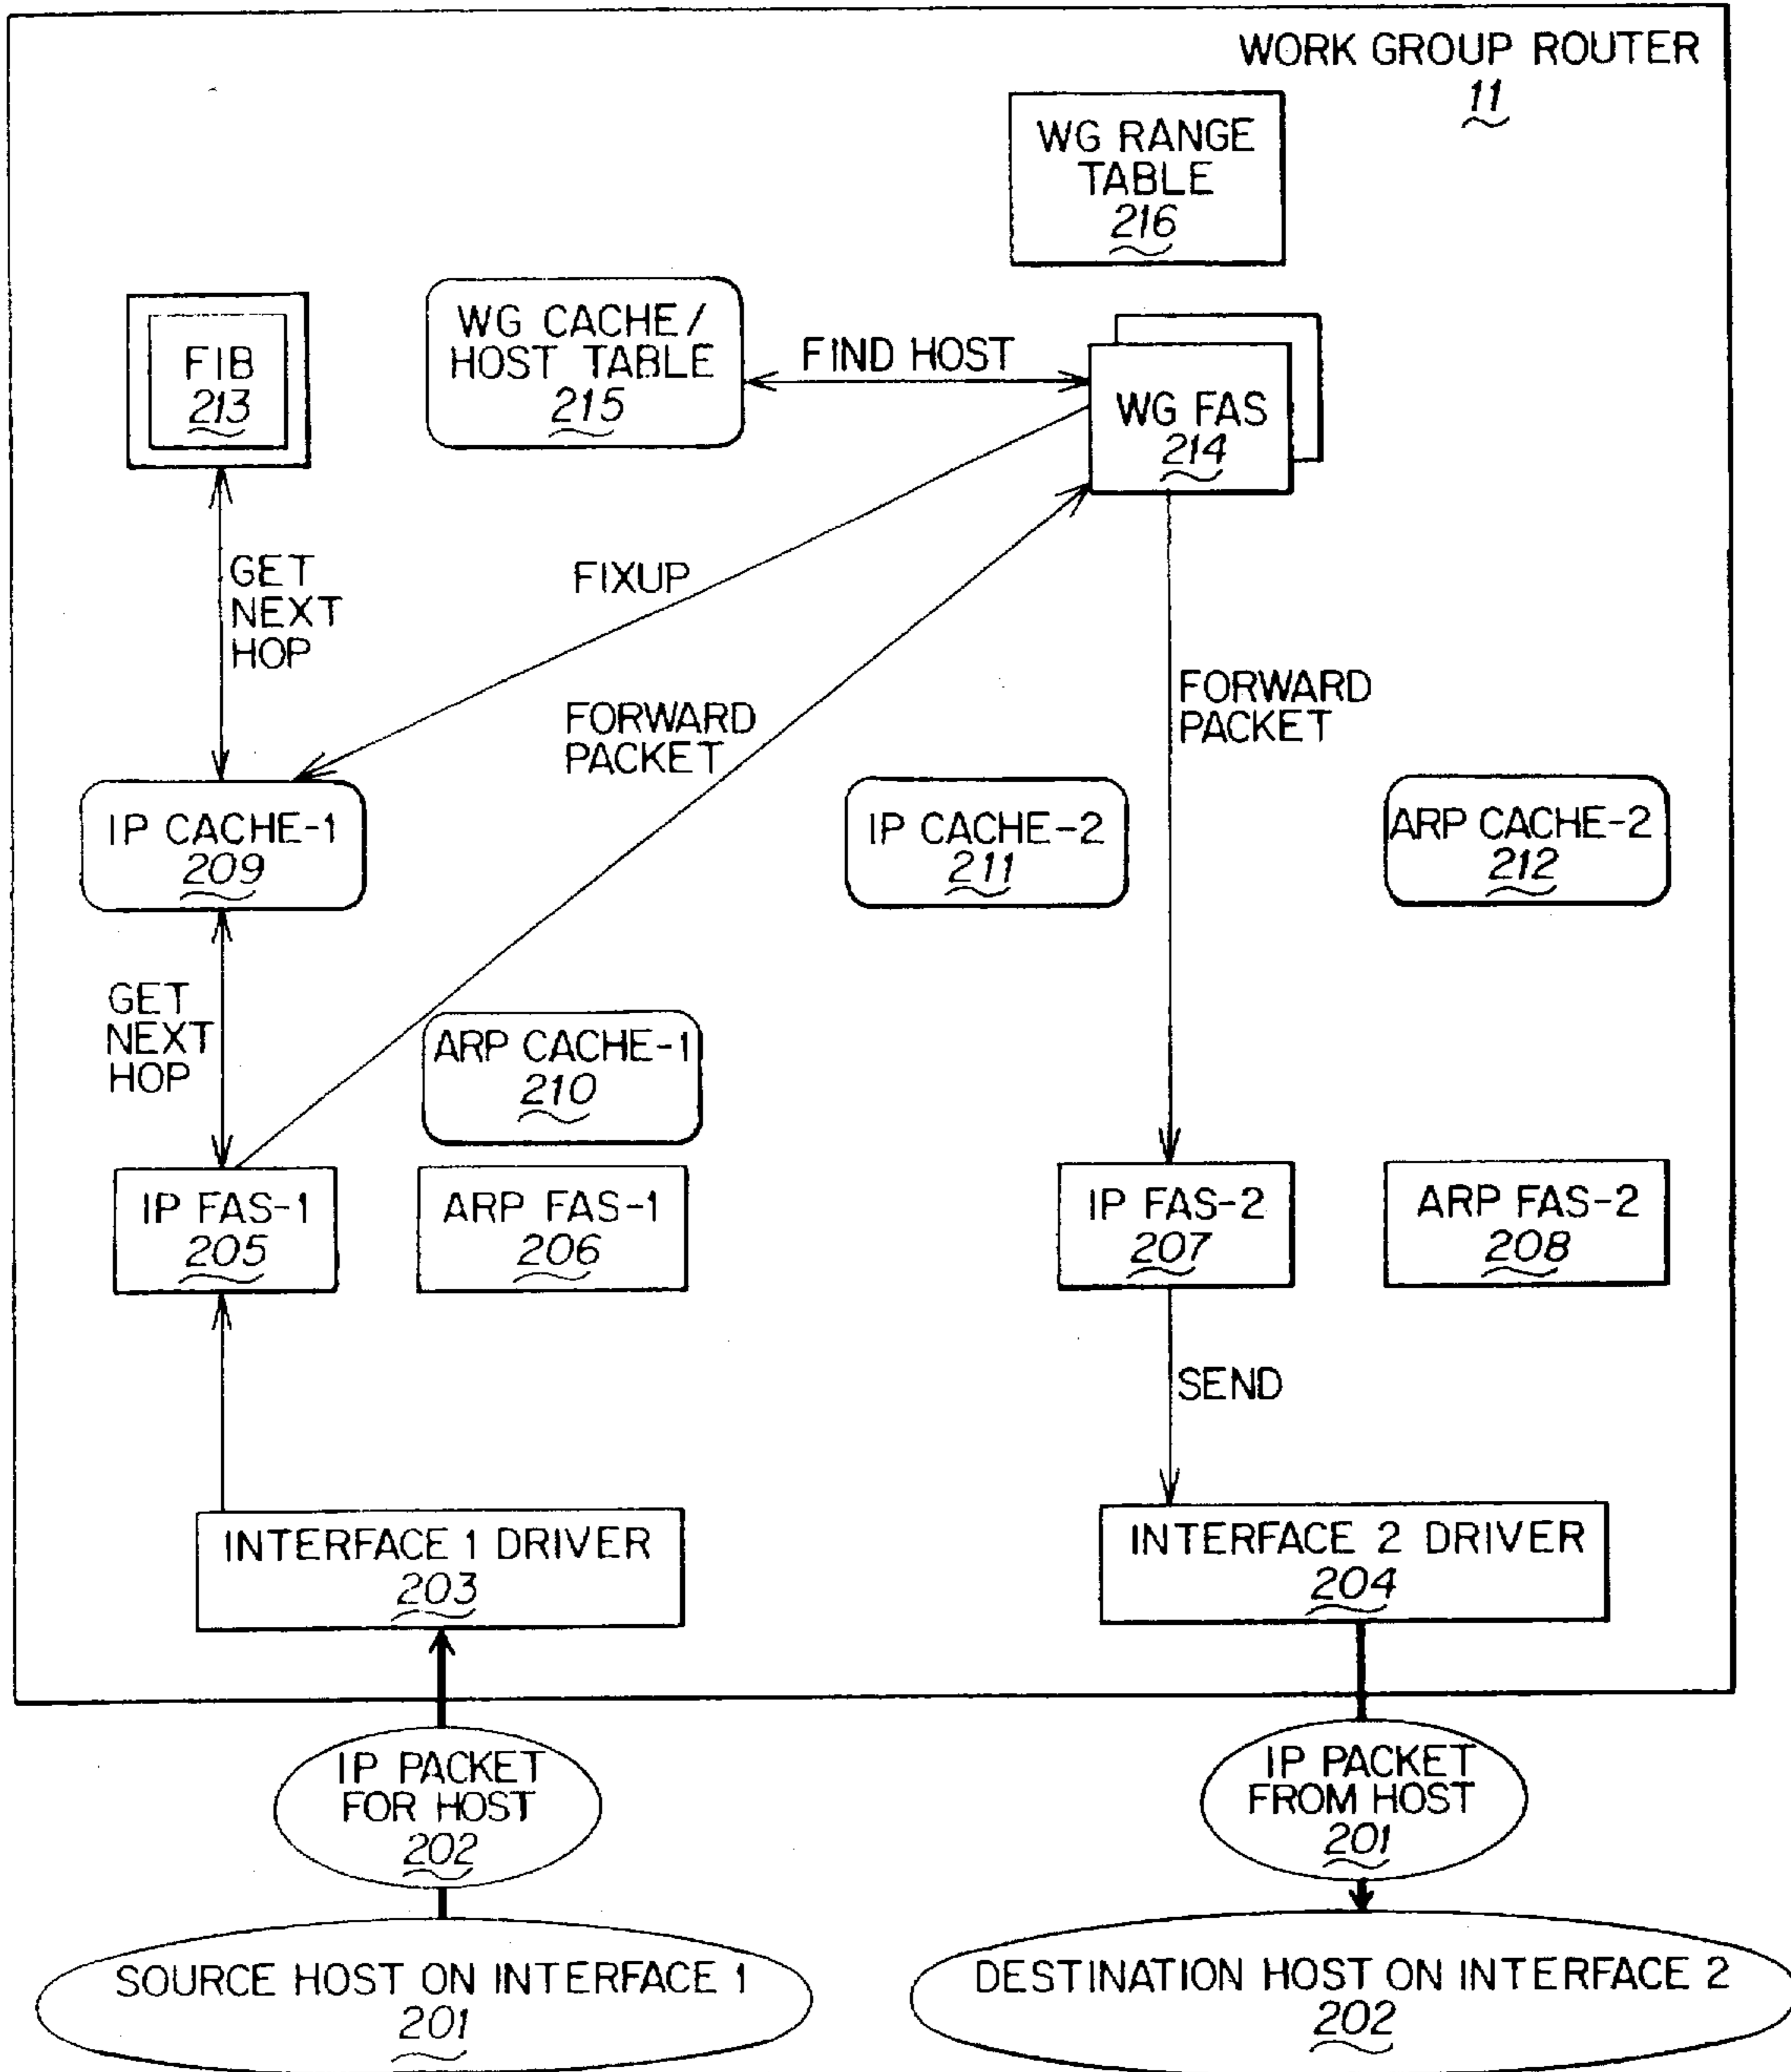 WORK GROUP ROUTER
11
WG RANGE
TABLE
216
FIB
213
WG CACHE/
HOST TABLE
215
FIND HOST
WG FAS
214
GET
NEXT
HOP
FIXUP
FORWARD
PACKET
FORWARD
PACKET
IP CACHE-1
209
IP CACHE-2
211
ARP CACHE-2
212
GET
NEXT
HOP
ARP CACHE-1
210
IP FAS-1
205
ARP FAS-1
206
IP FAS-2
207
ARP FAS-2
208
SEND
INTERFACE 1 DRIVER
203
INTERFACE 2 DRIVER
204
IP PACKET
FOR HOST
202
IP PACKET
FROM HOST
201
SOURCE HOST ON INTERFACE 1
201
DESTINATION HOST ON INTERFACE 2
202